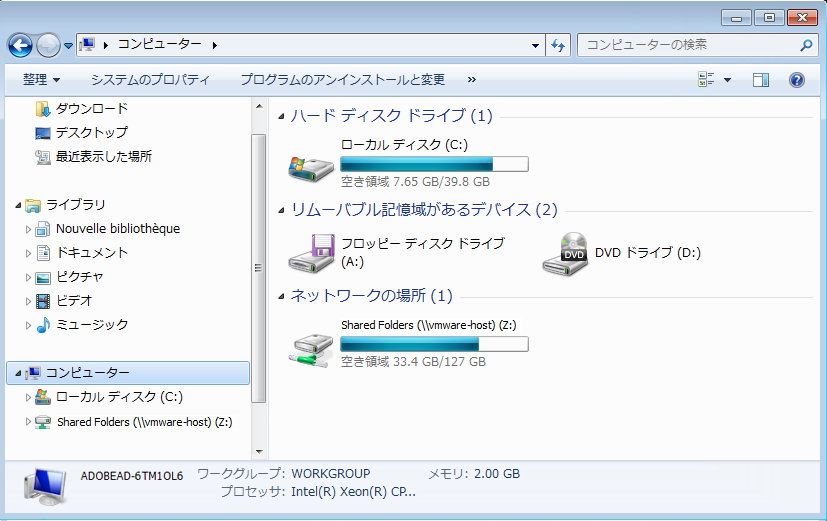 コンピューター
コンピューターの検索
整理 システムのプロパティ プログラムのアンインストールと変更 »
ダウンロード
デスクトップ
最近表示した場所
ライブラリ
Nouvelle bibliothèque
ドキュメント
ピクチャ
ビデオ
ミュージック
コンピューター
ローカル ディスク (C:)
Shared Folders (\\vmware-host) (Z:)
ハード ディスク ドライブ (1)
ローカル ディスク (C:)
空き領域 7.65 GB/39.8 GB
リムーバブル記憶域があるデバイス (2)
フロッピー ディスク ドライブ
(A:)
DVD
DVD ドライブ (D:)
ネットワークの場所 (1)
Shared Folders (\\vmware-host) (Z:)
空き領域 33.4 GB/127 GB
ADOBEAD-6TM1OL6 ワークグループ: WORKGROUP メモリ: 2.00 GB
プロセッサ: Intel(R) Xeon(R) CP...